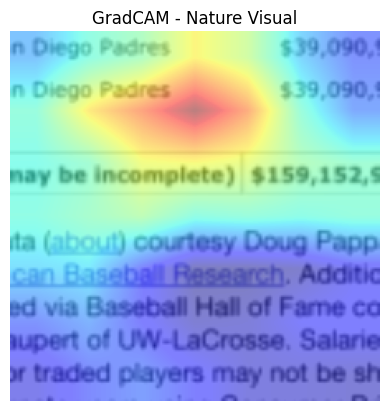 GradCAM - Nature Visual
n Diego Padres $39,090,9
n Diego Padres $39,090,9
may be incomplete) $159,152,9
ta (about) courtesy Doug Papp
can Baseball Research. Additio
ed via Baseball Hall of Fame co
aupert of UW-LaCrosse. Salarie
or traded players may not be sh